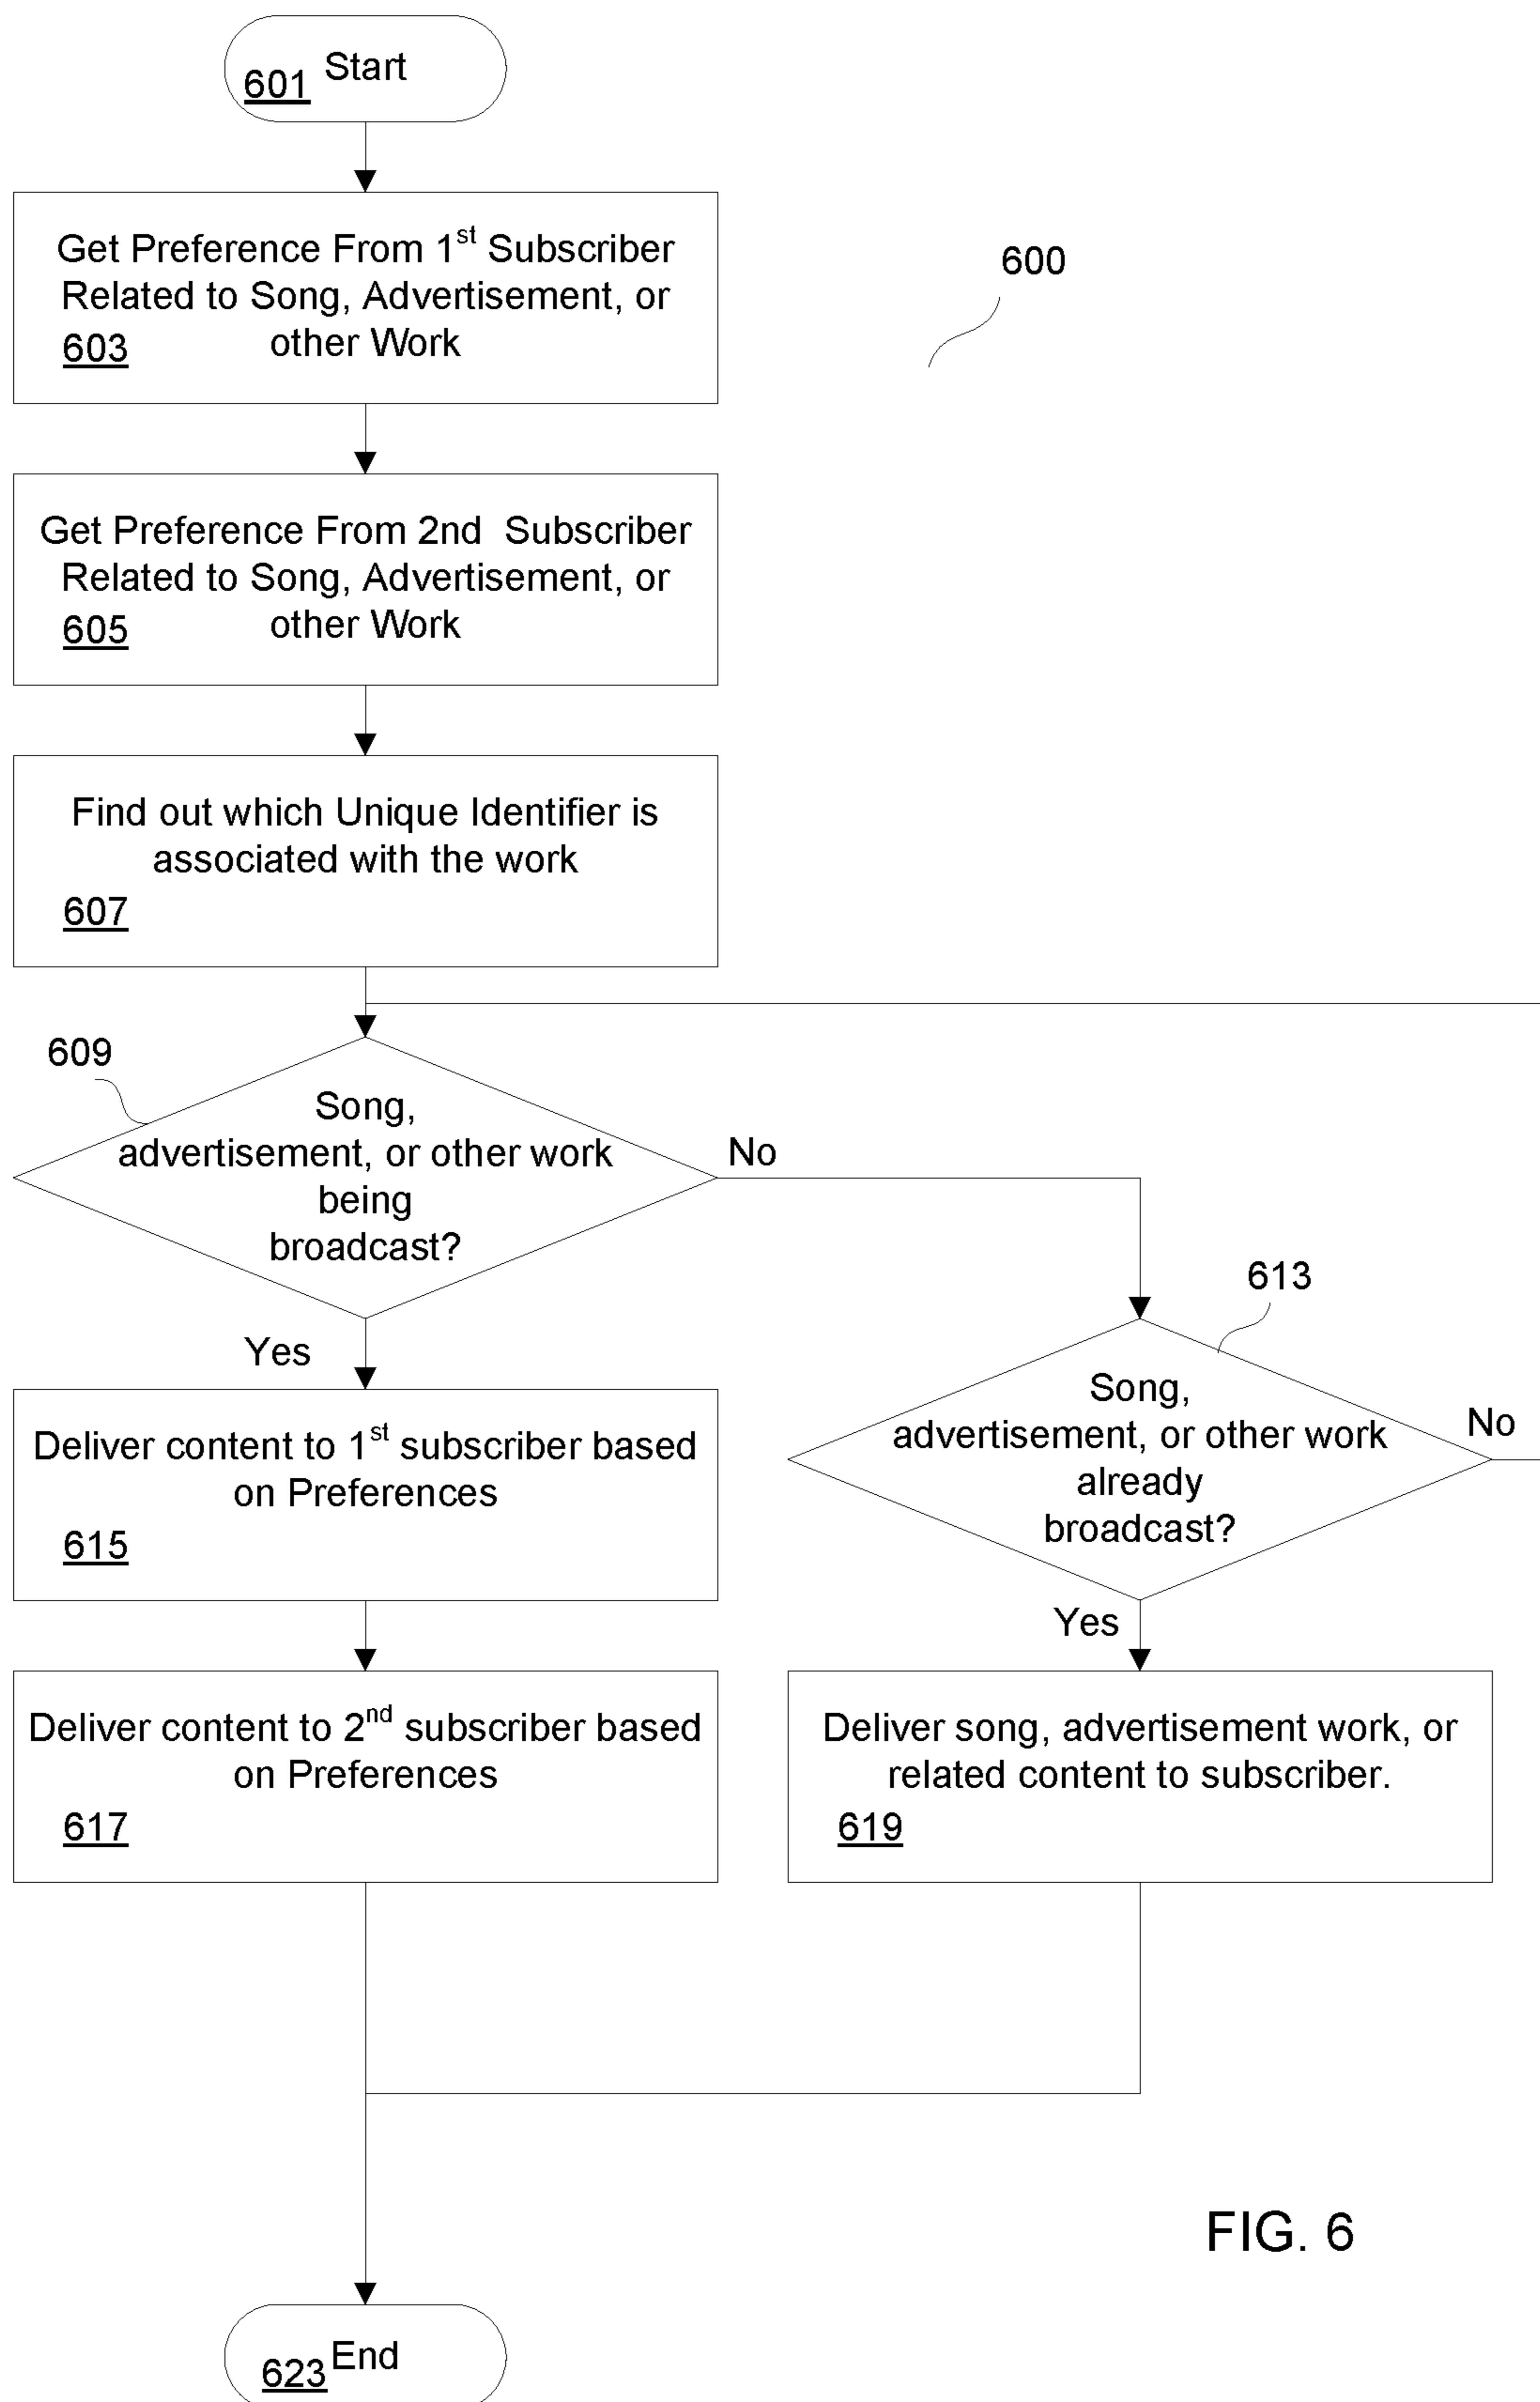 Start
601
Get Preference From 1st Subscriber
Related to Song, Advertisement, or
other Work
603
600
Get Preference From 2nd Subscriber
Related to Song, Advertisement, or
other Work
605
Find out which Unique Identifier is
associated with the work
607
609
Song,
advertisement, or other work
being
broadcast?
No
Yes
613
Song,
advertisement, or other work
already
broadcast?
No
Yes
Deliver content to 1st subscriber based
on Preferences
615
Deliver content to 2nd subscriber based
on Preferences
617
Deliver song, advertisement work, or
related content to subscriber.
619
FIG. 6
End
623